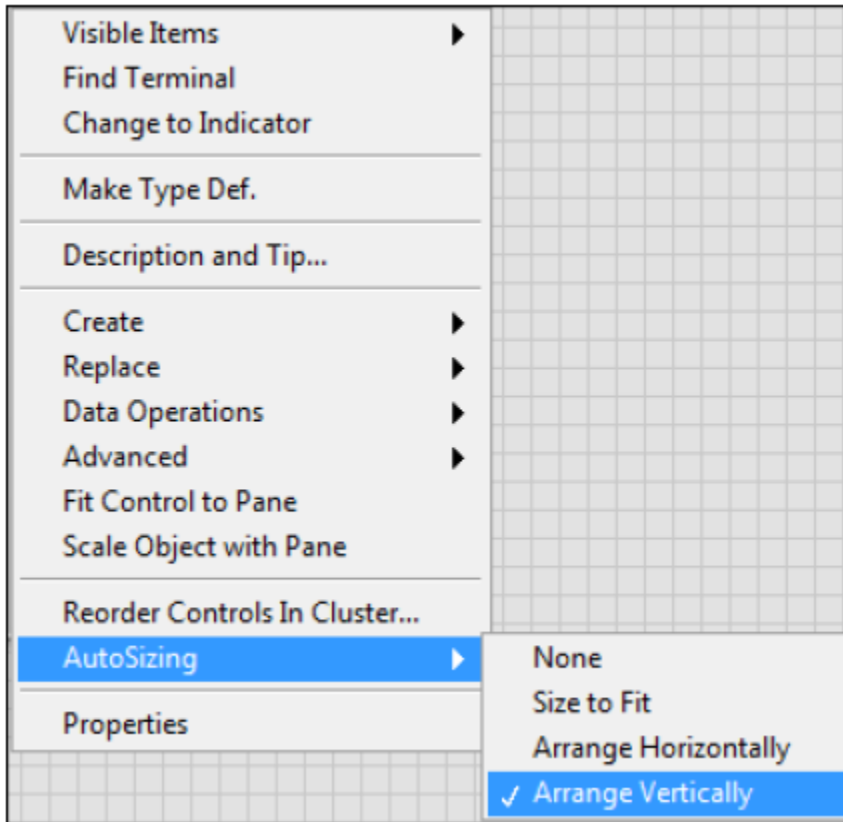 Visible Items
Find Terminal
Change to Indicator
Make Type Def.
Description and Tip...
Create
Replace
Data Operations
Advanced
Fit Control to Pane
Scale Object with Pane
Reorder Controls In Cluster...
AutoSizing
None
Size to Fit
Arrange Horizontally
Arrange Vertically
Properties